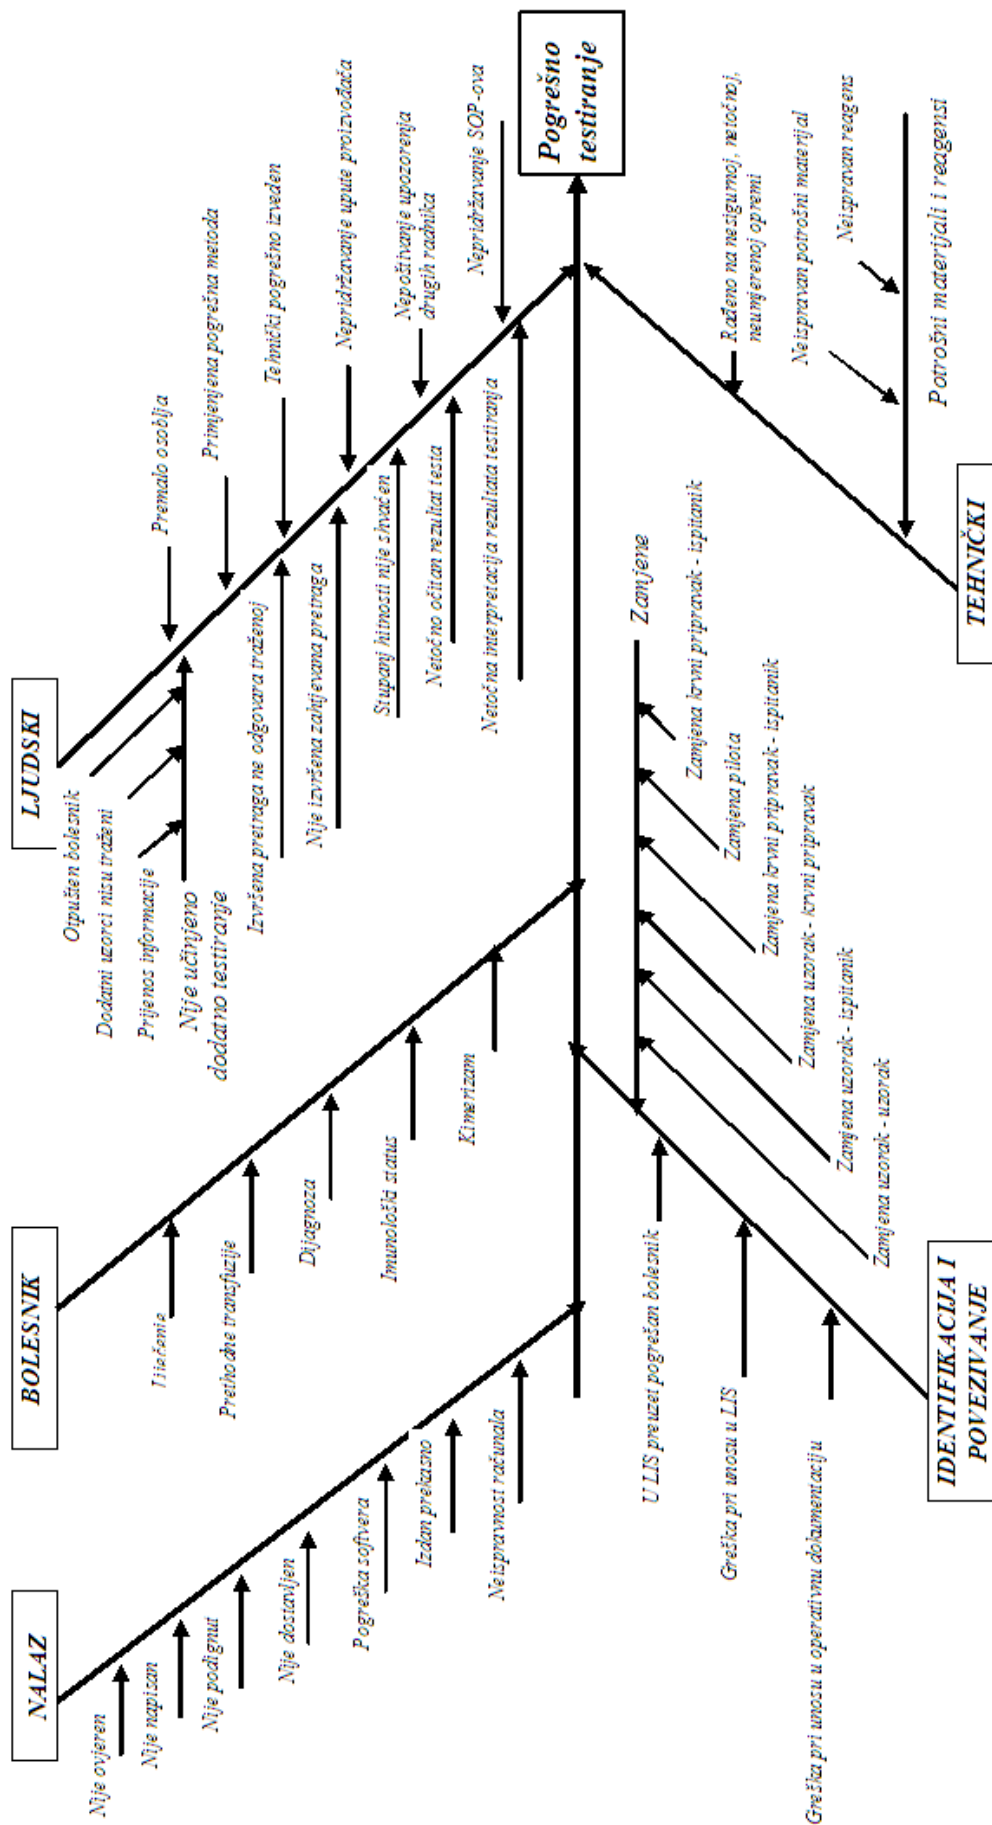 NALAZ
Nije ovjeren
Nije napisan
Nije podignut
Nije dostavljen
Pogreška softvera
Izdan prekasno
Neispravnost računala
BOLESNIK
Liječenje
Prethodne transfuzije
Dijagnoza
Imunološki status
Kimerizam
LJUDSKI
Otpušten bolesnik
Dodatni uzorci nisu traženi
Prijenos informacije
Nije učinjeno
dodatno testiranje
Izvršena pretraga ne odgovara traženoj
Nije izvršena zahtjevana pretraga
Stupanj hitnosti nije shvaćen
Netočno očitan rezultat testa
Netočna interpretacija rezultata testiranja
Premalo osoblja
Primjenjena pogrešna metoda
Tehnički pogrešno izveden
Nepridržavanje upute proizvođača
Nepoštivanje upozorenja
drugih radnika
Nepridržavanje SOP-ova
Pogrešno
testiranje
U LIS preuzet pogrešan bolesnik
Greška pri unosu u LIS
Greška pri unosu u operativnu dokumentaciju
IDENTIFIKACIJA I
POVEZIVANJE
Zamjene
Zamjena krvni pripravak - ispitanik
Zamjena pilota
Zamjena krvni pripravak - ispitanik
Zamjena uzorak - krvni pripravak
Zamjena uzorak - ispitanik
Zamjena uzorak - uzorak
Rađeno na nesigurnoj, netočnoj,
neumjerenoj opremi
Neispravan potrošni materijal
Neispravan reagens
Potrošni materijali i reagensi
TEHNIČKI